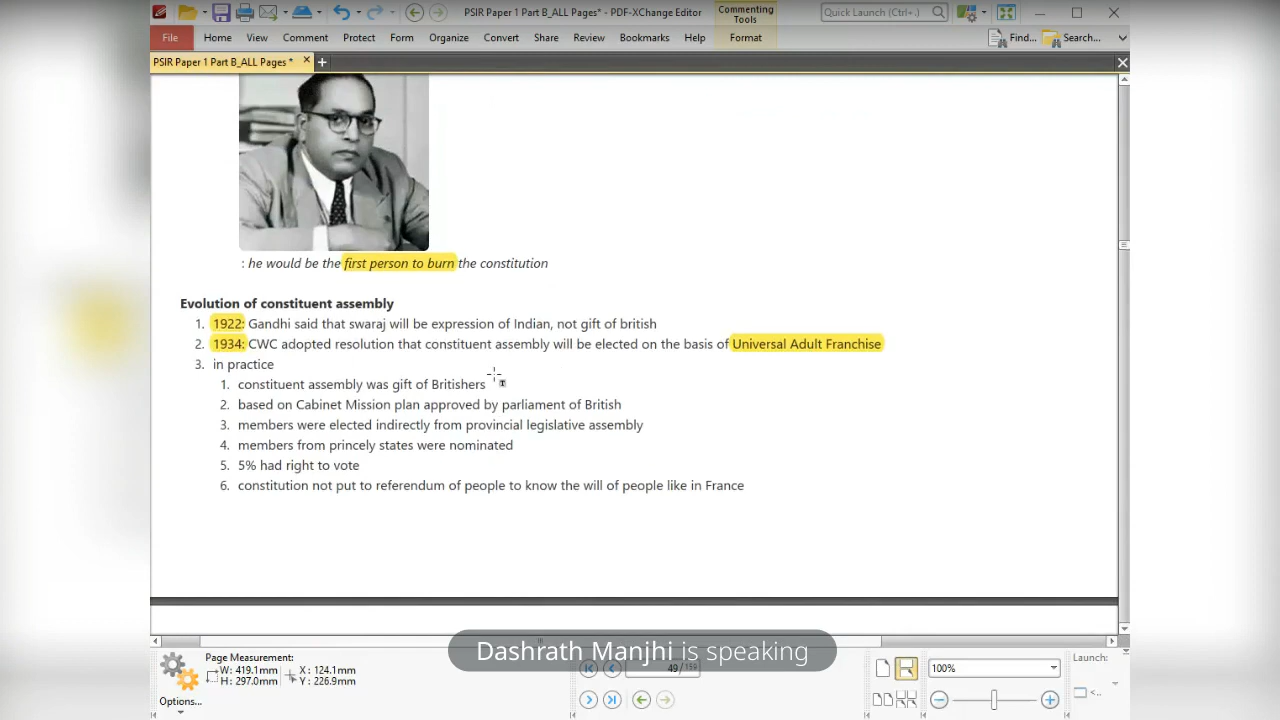 PSIR Paper 1 Part B_ALL Pages* - PDF-XChange Editor
Commenting Tools
Quick Launch (Ctrl+.)
File Home View Comment Protect Form Organize Convert Share Review Bookmarks Help Format Find... Search...
PSIR Paper 1 Part B_ALL Pages *
: he would be the first person to burn the constitution
Evolution of constituent assembly
1. 1922: Gandhi said that swaraj will be expression of Indian, not gift of british
2. 1934: CWC adopted resolution that constituent assembly will be elected on the basis of Universal Adult Franchise
3. in practice
1. constituent assembly was gift of Britishers
2. based on Cabinet Mission plan approved by parliament of British
3. members were elected indirectly from provincial legislative assembly
4. members from princely states were nominated
5. 5% had right to vote
6. constitution not put to referendum of people to know the will of people like in France
Dashrath Manjhi is speaking
Page Measurement:
W: 419.1mm X: 124.1mm
H: 297.0mm Y: 226.9mm
Options...
49 / 159
100%
Launch: